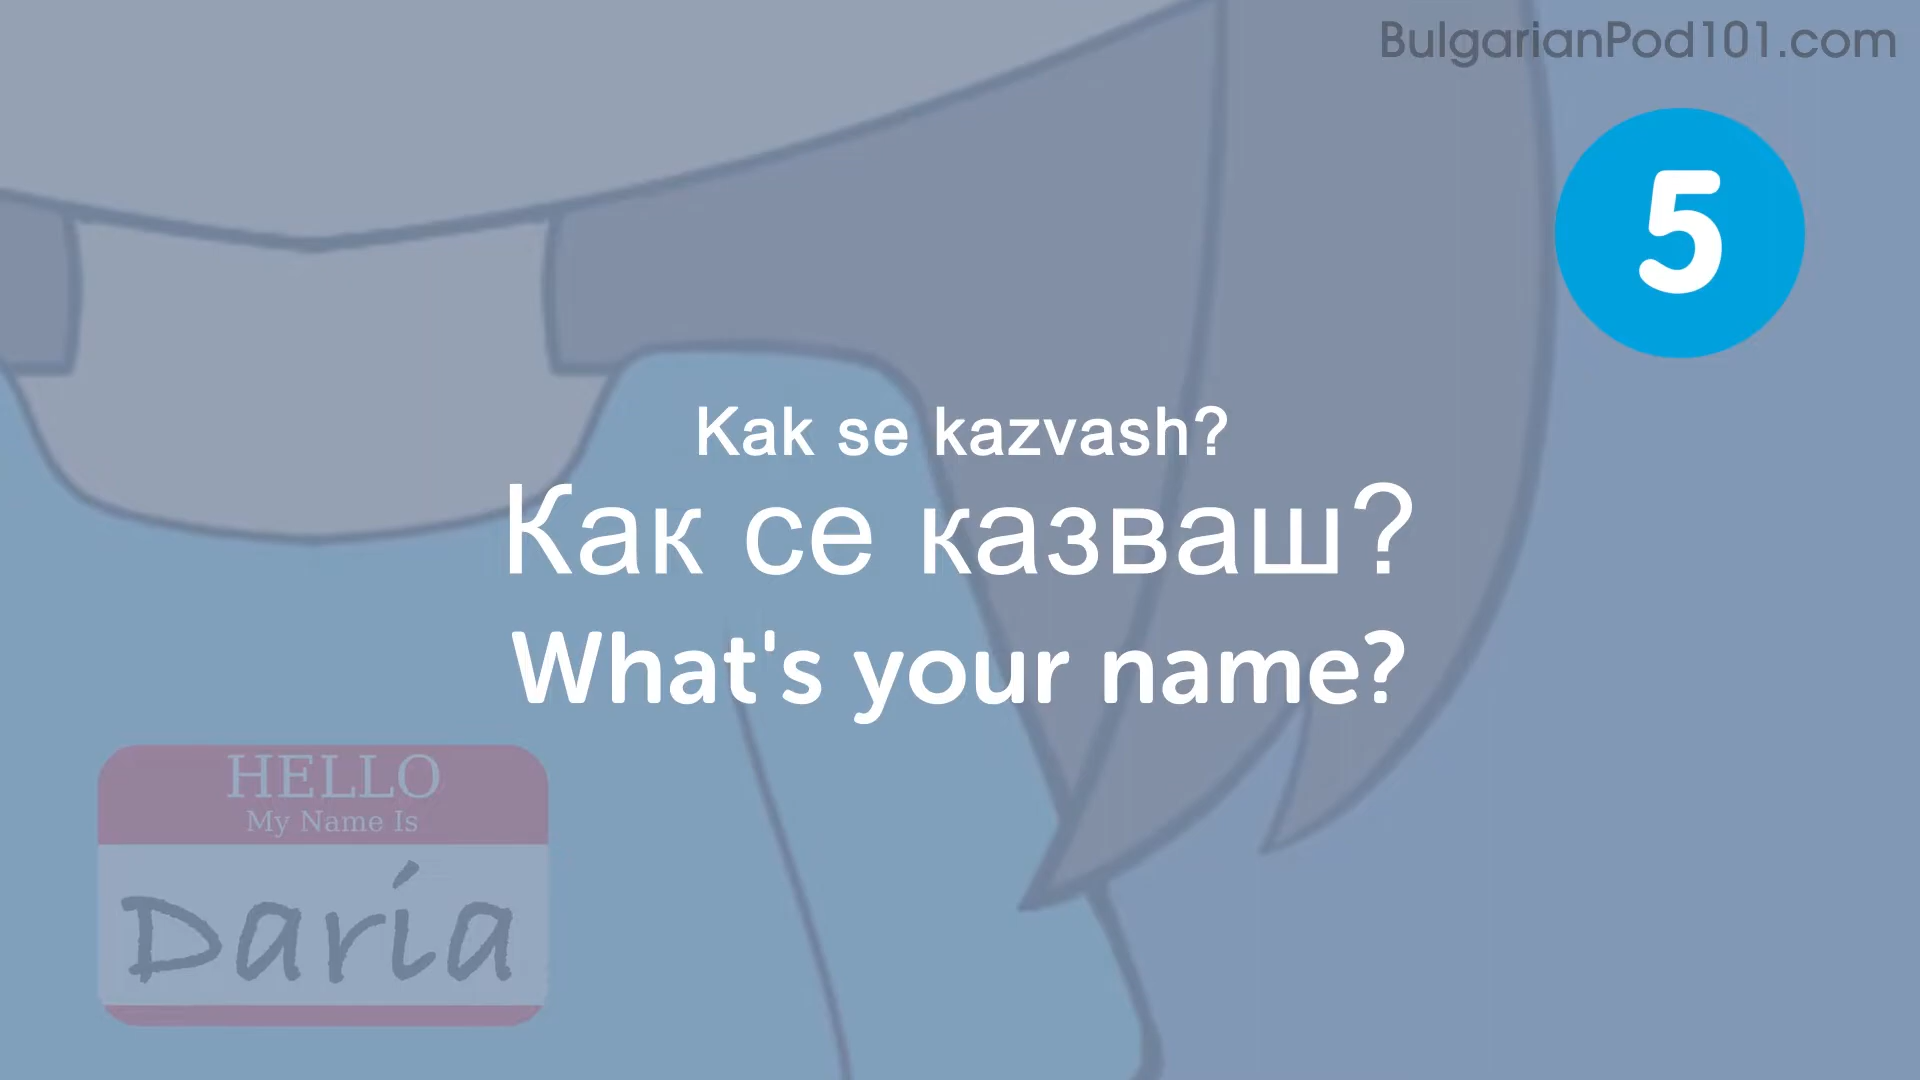 BulgarianPod101.com
5
Kak se kazvash?
Как се казваш?
What's your name?
HELLO
My Name Is
Daria